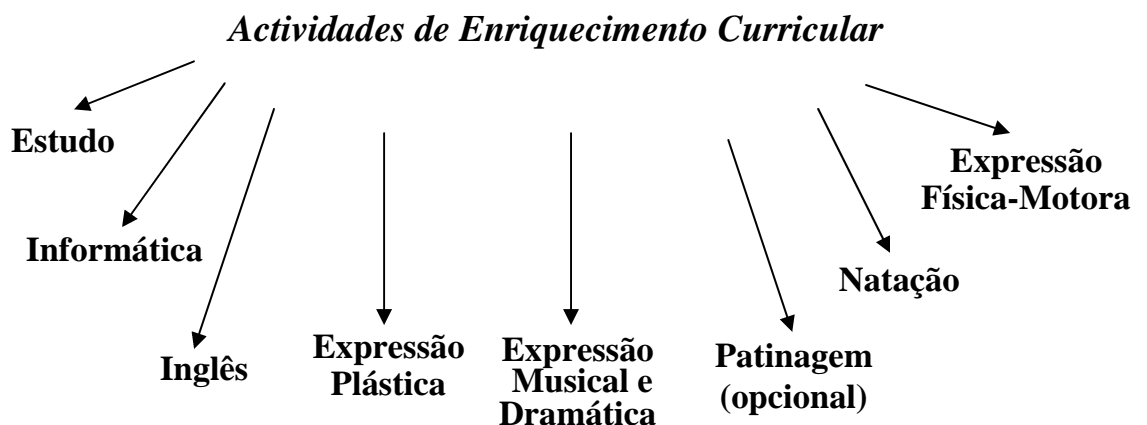 Actividades de Enriquecimento Curricular
Estudo
Informática
Inglês
Expressão
Plástica
Expressão
Musical e
Dramática
Patinagem
(opcional)
Natação
Expressão
Física-Motora